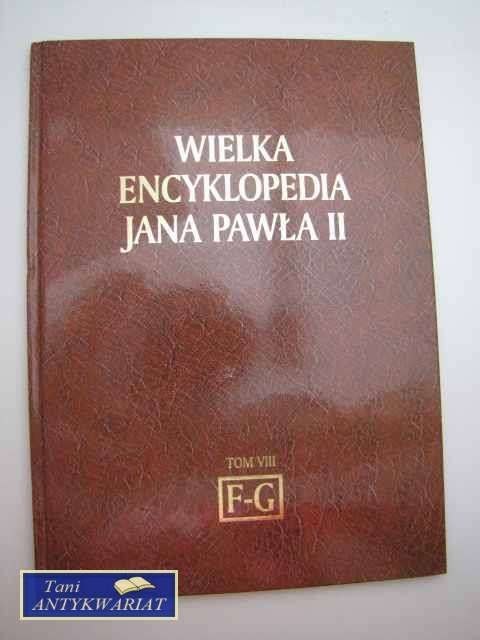 WIELKA
ENCYKLOPEDIA
JANA PAWŁA II
TOM VIII
F-G
Tani
ANTYKWARIAT